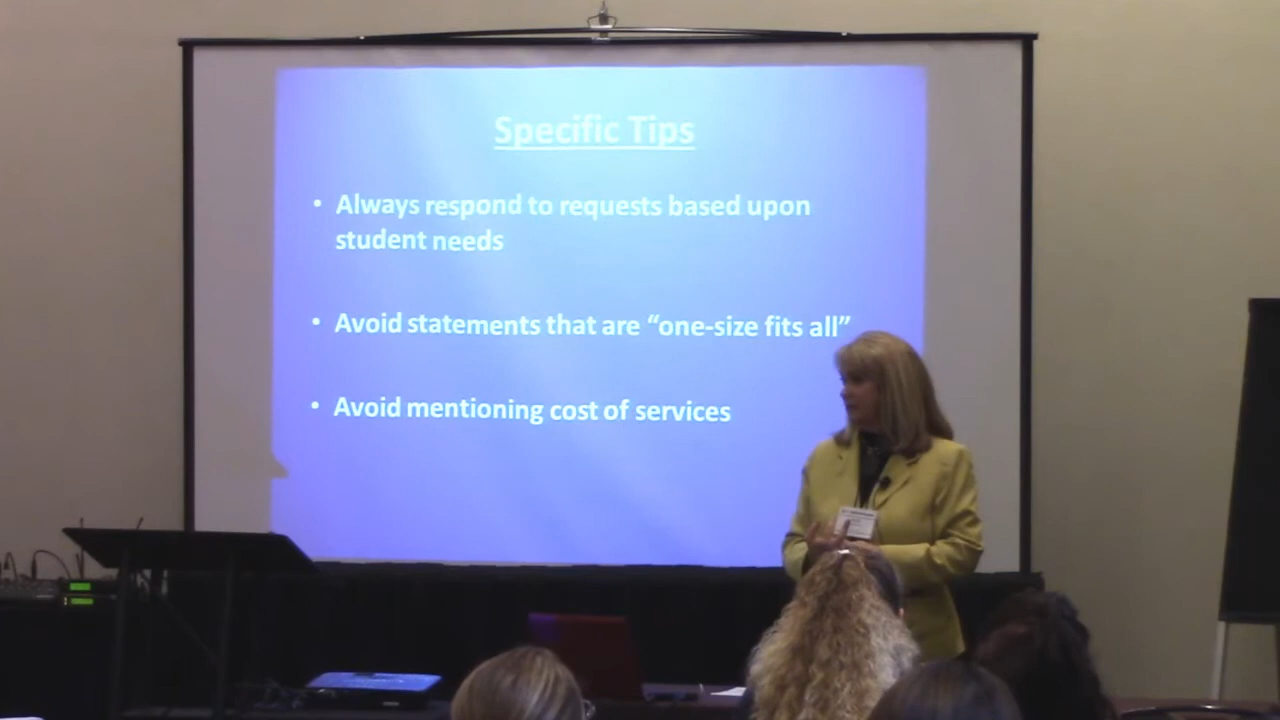 Specific Tips
• Always respond to requests based upon
student needs
• Avoid statements that are “one-size fits all”
• Avoid mentioning cost of services